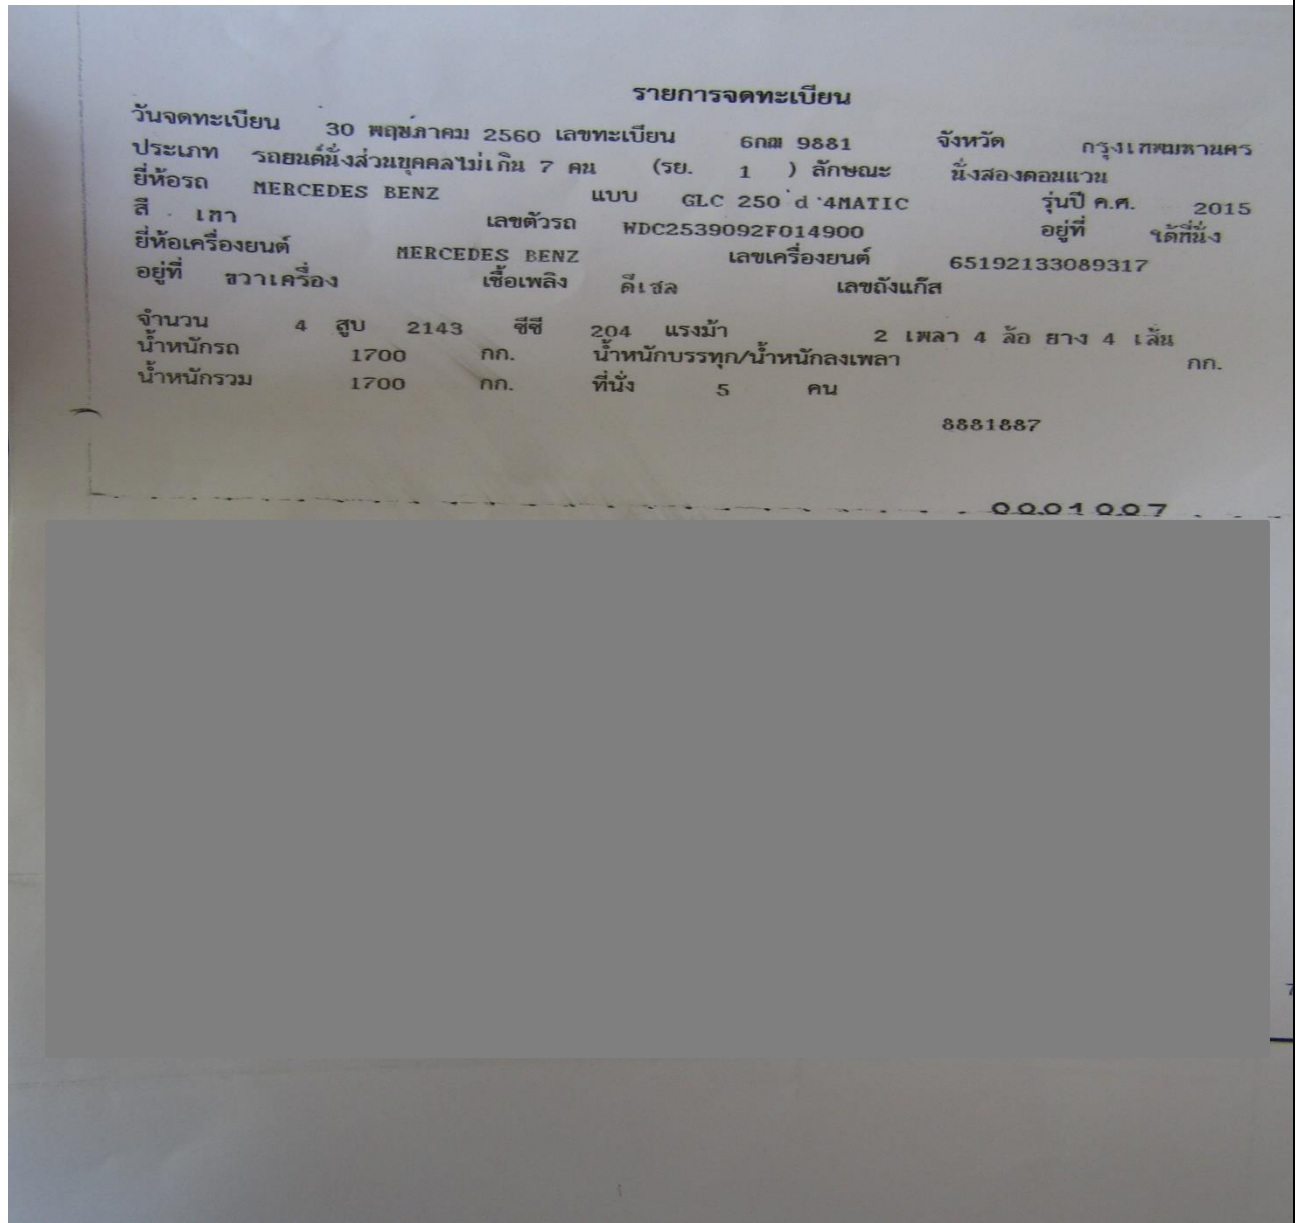 รายการจดทะเบียน
วันจดทะเบียน 30 พฤษภาคม 2560 เลขทะเบียน 6กฒ 9881 จังหวัด กรุงเทพมหานคร
ประเภท รถยนต์นั่งส่วนบุคคลไม่เกิน 7 คน (รย. 1 ) ลักษณะ นั่งสองตอนแวน
ยี่ห้อรถ MERCEDES BENZ แบบ GLC 250 d 4MATIC รุ่นปี ค.ศ. 2015
สี เทา เลขตัวรถ WDC2539092F014900 อยู่ที่ ใต้ที่นั่ง
ยี่ห้อเครื่องยนต์ MERCEDES BENZ เลขเครื่องยนต์ 65192133089317
อยู่ที่ ขวาเครื่อง เชื้อเพลิง ดีเซล เลขถังแก๊ส
จำนวน 4 สูบ 2143 ซีซี 204 แรงม้า 2 เพลา 4 ล้อ ยาง 4 เส้น
น้ำหนักรถ 1700 กก. น้ำหนักบรรทุก/น้ำหนักลงเพลา กก.
น้ำหนักรวม 1700 กก. ที่นั่ง 5 คน
8881887
0001007